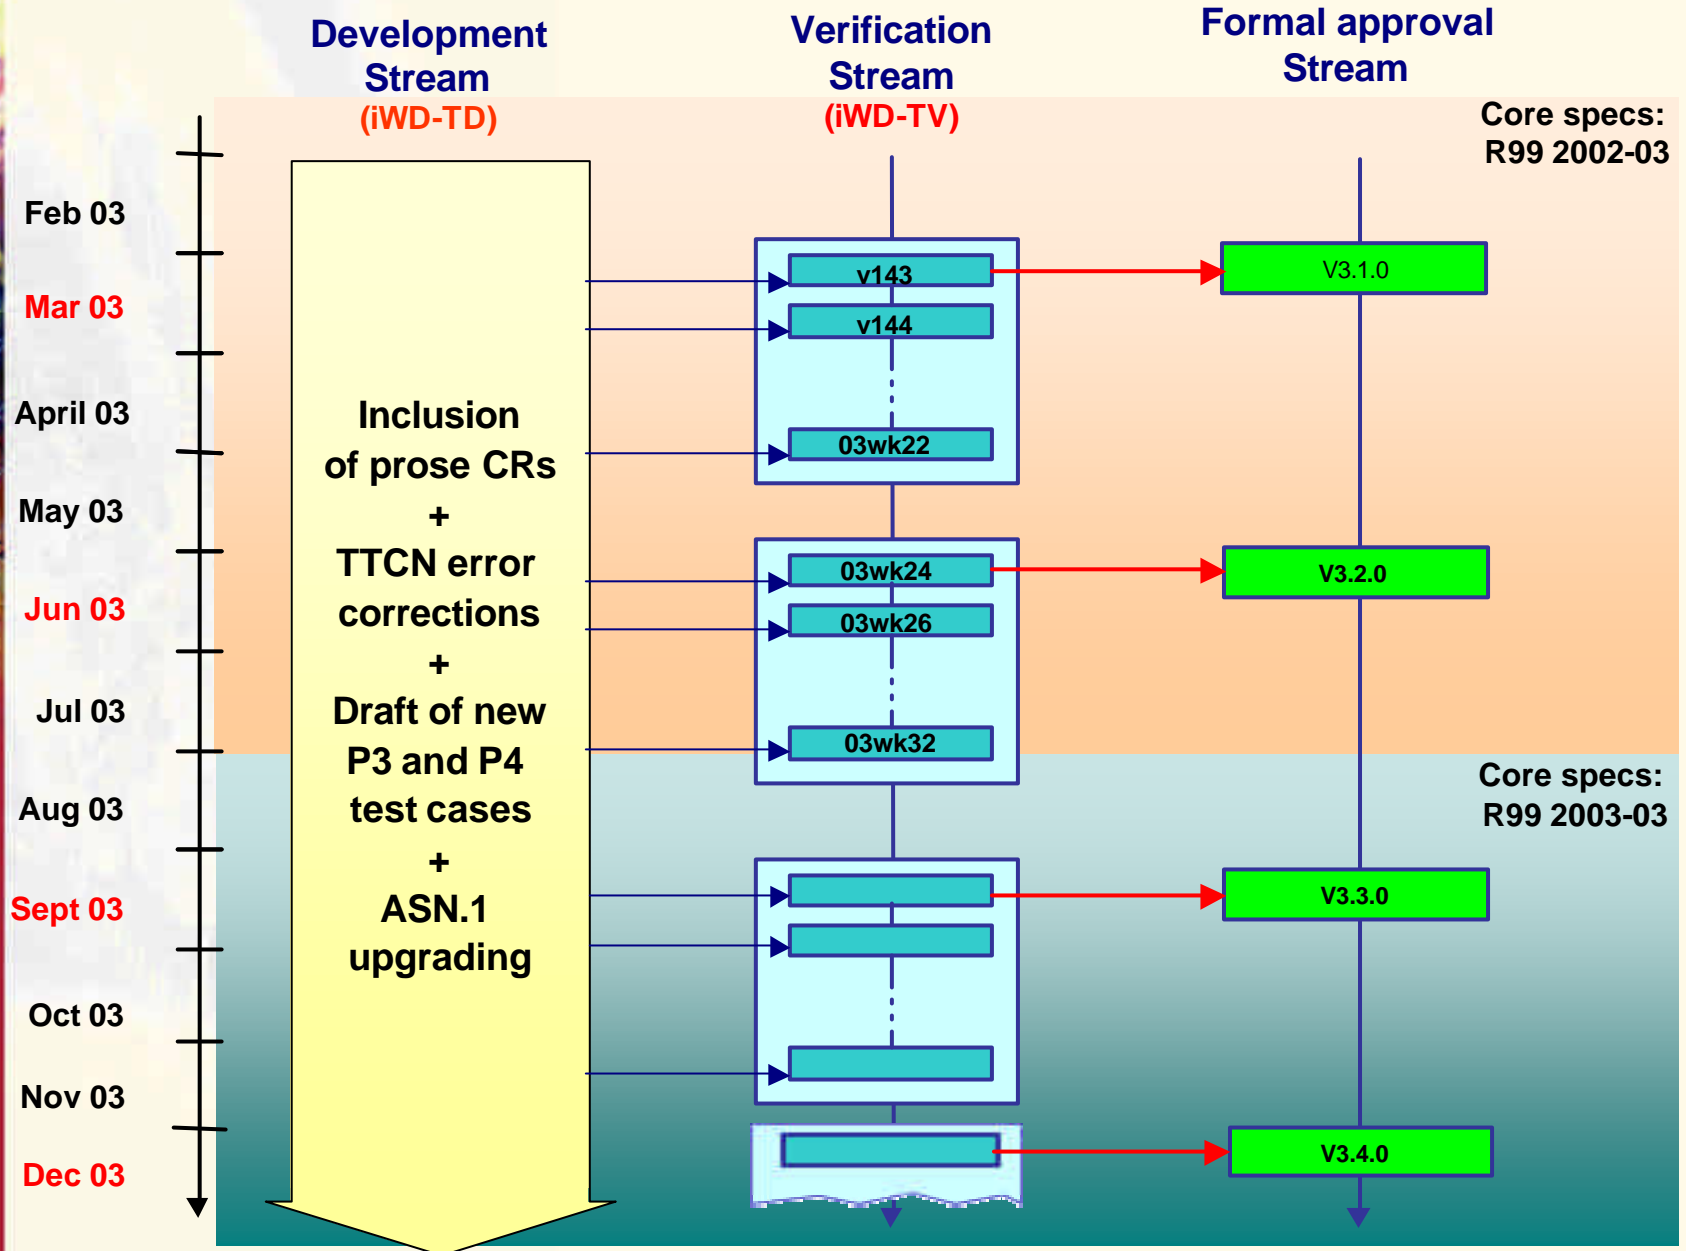 Development
Stream
(iWD-TD)
Verification
Stream
(iWD-TV)
Formal approval
Stream
Core specs:
R99 2002-03
Feb 03
Mar 03
April 03
May 03
Jun 03
Jul 03
Aug 03
Sept 03
Oct 03
Nov 03
Dec 03
Inclusion
of prose CRs
+
TTCN error
corrections
+
Draft of new
P3 and P4
test cases
+
ASN.1
upgrading
v143
v144
03wk22
03wk24
03wk26
03wk32
V3.1.0
V3.2.0
Core specs:
R99 2003-03
V3.3.0
V3.4.0